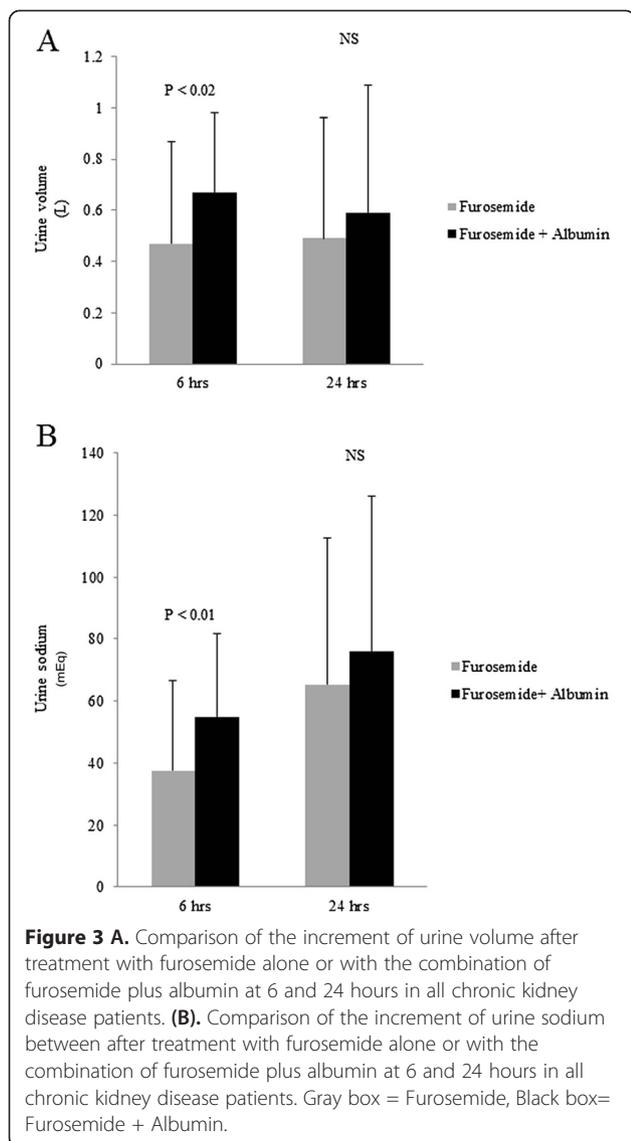 A
NS
1.2
P < 0.02
1
0.8
0.6
0.4
0.2
0
Urine volume
(L)
6 hrs
24 hrs
Furosemide
Furosemide + Albumin
B
140
NS
120
100
P < 0.01
80
60
40
20
0
Urine sodium
(mEq)
6 hrs
24 hrs
Furosemide
Furosemide+ Albumin
Figure 3 A. Comparison of the increment of urine volume after
treatment with furosemide alone or with the combination of
furosemide plus albumin at 6 and 24 hours in all chronic kidney
disease patients. (B). Comparison of the increment of urine sodium
between after treatment with furosemide alone or with the
combination of furosemide plus albumin at 6 and 24 hours in all
chronic kidney disease patients. Gray box = Furosemide, Black box=
Furosemide + Albumin.